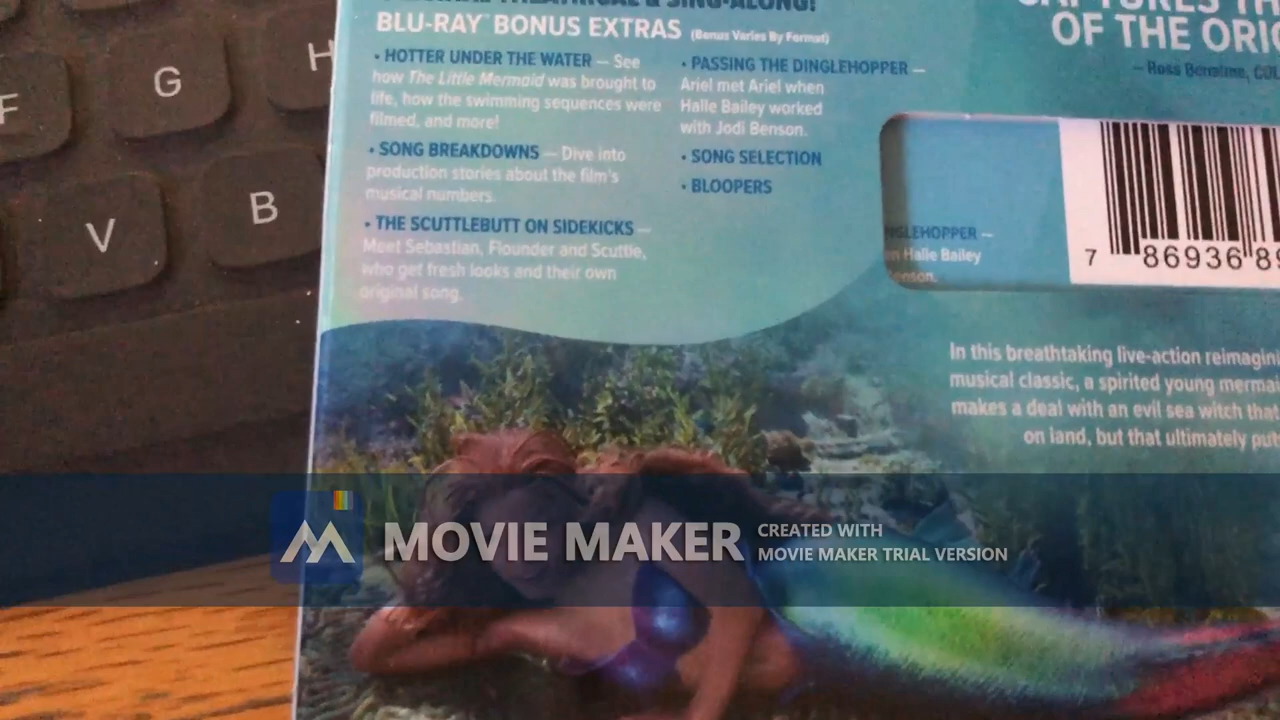 & SING-ALONG!
BLU-RAY™ BONUS EXTRAS (Bonus Varies By Format)
• HOTTER UNDER THE WATER — See
how The Little Mermaid was brought to
life, how the swimming sequences were
filmed, and more!
• SONG BREAKDOWNS — Dive into
production stories about the film's
musical numbers.
• THE SCUTTLEBUTT ON SIDEKICKS —
Meet Sebastian, Flounder and Scuttle,
who get fresh looks and their own
original song.
• PASSING THE DINGLEHOPPER —
Ariel met Ariel when
Halle Bailey worked
with Jodi Benson.
• SONG SELECTION
• BLOOPERS
OF THE ORIG
NGLEHOPPER —
Halle Bailey
enson.
7 86936 89
In this breathtaking live-action reimagin
musical classic, a spirited young mermai
makes a deal with an evil sea witch that
on land, but that ultimately put
F
G
H
V
B
MOVIE MAKER
CREATED WITH
MOVIE MAKER TRIAL VERSION